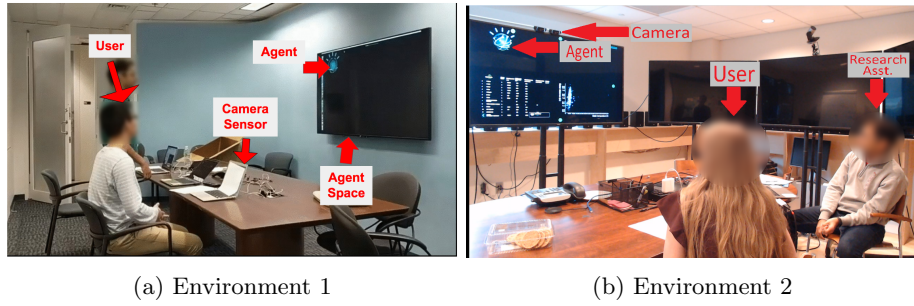 User
Agent
Camera
Sensor
Agent
Space
Camera
Agent
User
Research
Asst.
(a) Environment 1
(b) Environment 2